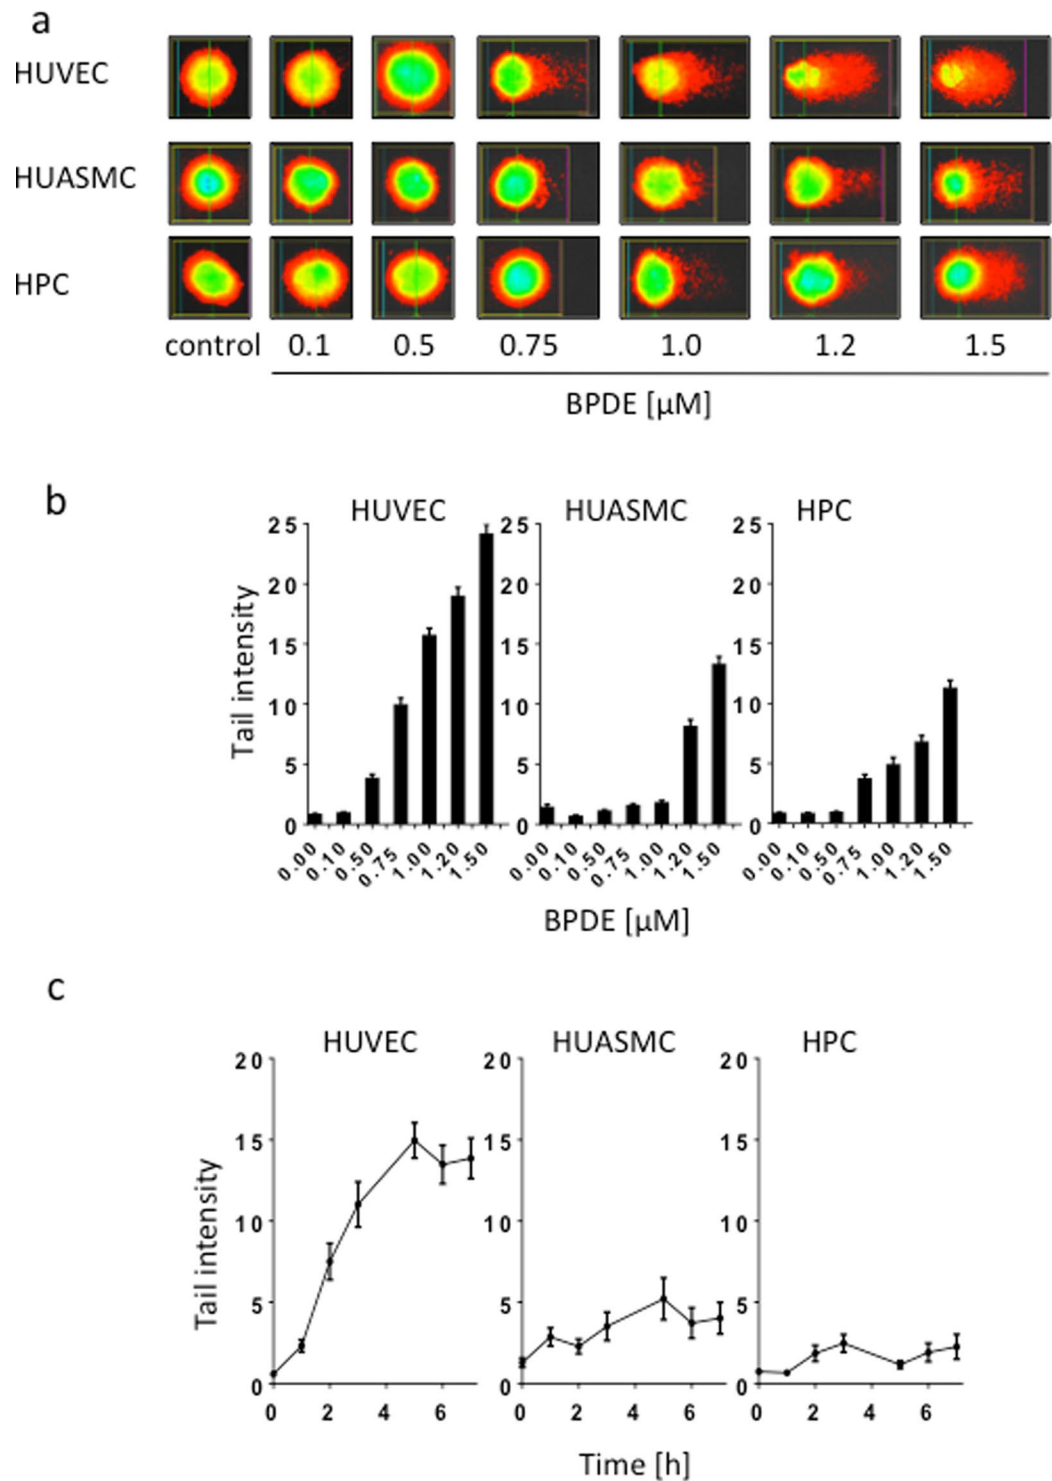 a
HUVEC
HUASMC
HPC
control 0.1 0.5 0.75 1.0 1.2 1.5
BPDE [µM]
b
HUVEC HUASMC HPC
Tail intensity
25 25 25
20 20 20
15 15 15
10 10 10
5 5 5
0 0 0
0.00 0.10 0.50 0.75 1.00 1.20 1.50 0.00 0.10 0.50 0.75 1.00 1.20 1.50 0.00 0.10 0.50 0.75 1.00 1.20 1.50
BPDE [µM]
c
HUVEC HUASMC HPC
Tail intensity
20 20 20
15 15 15
10 10 10
5 5 5
0 0 0
0 2 4 6 0 2 4 6 0 2 4 6
Time [h]